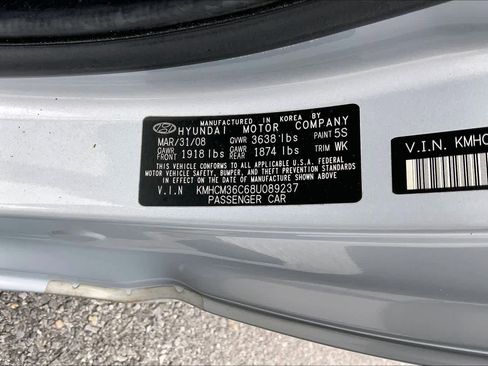 MANUFACTURED IN KOREA BY
HYUNDAI MOTOR COMPANY
MAR/31/08 GVWR 3638 lbs PAINT 5S
GAWR FRONT 1918 lbs GAWR REAR 1874 lbs TRIM WK
THIS VEHICLE CONFORMS TO ALL APPLICABLE U.S.A. FEDERAL
MOTOR VEHICLE SAFETY, BUMPER, AND THEFT PREVENTION
STANDARDS IN EFFECT ON THE DATE OF MANUFACTURE
SHOWN ABOVE.
V.I.N KMHCM36C68U089237
PASSENGER CAR
V.I.N. KMHC